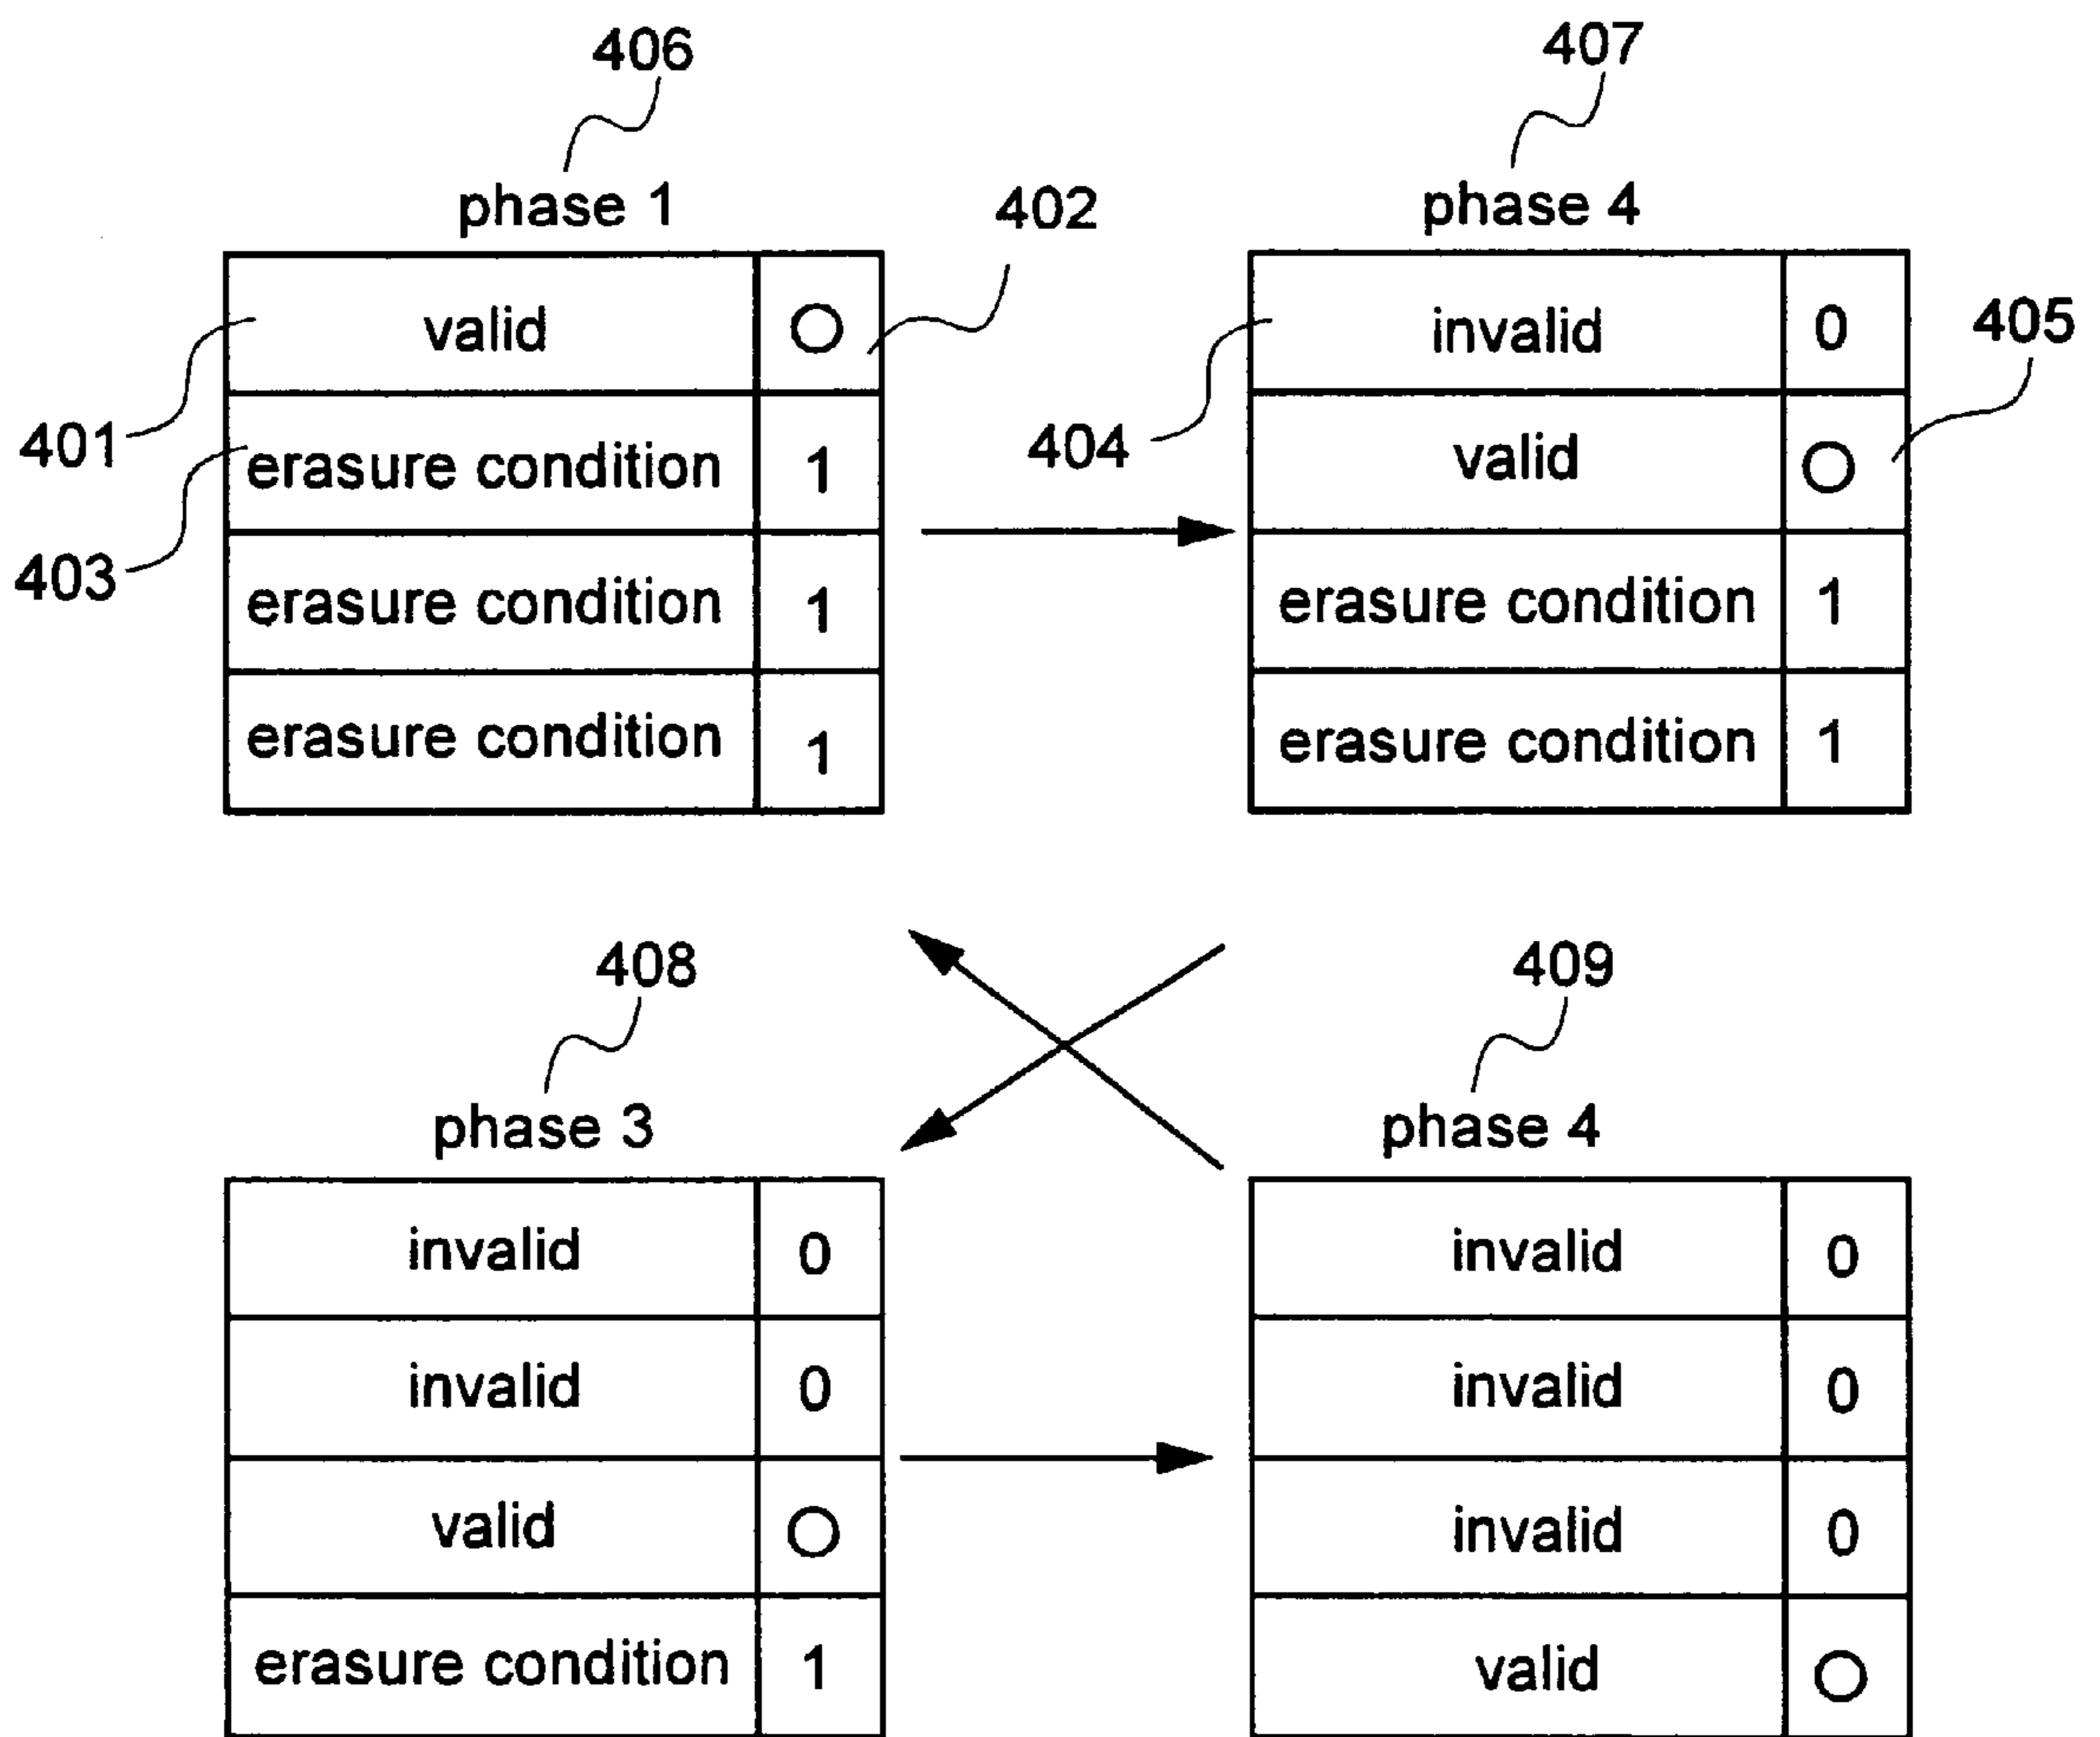 406
407
phase 1
402
phase 4
valid ○
invalid 0
405
401
erasure condition 1
404
valid ○
403
erasure condition 1
erasure condition 1
erasure condition 1
erasure condition 1
408
409
phase 3
phase 4
invalid 0
invalid 0
invalid 0
invalid 0
valid ○
invalid 0
erasure condition 1
valid ○